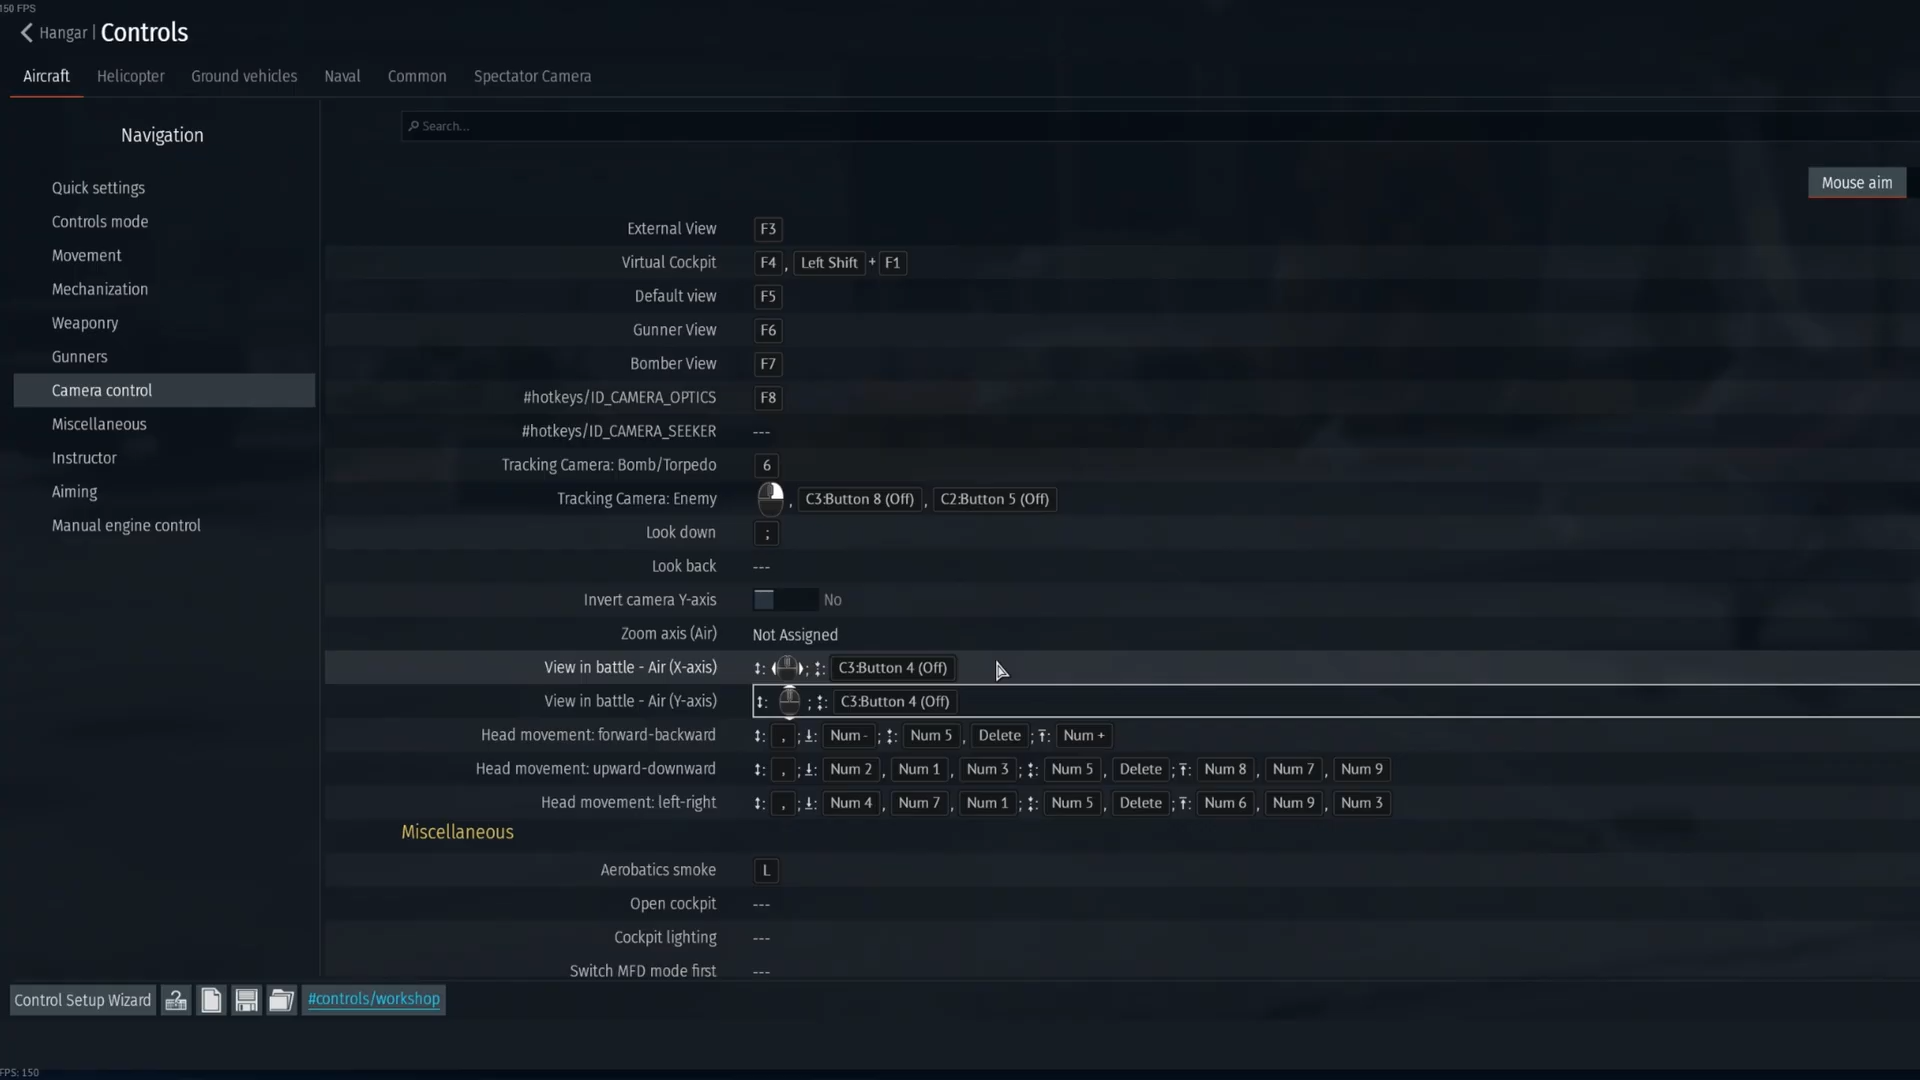 150 FPS
Hangar | Controls
Aircraft Helicopter Ground vehicles Naval Common Spectator Camera
Navigation
Search...
Quick settings
Controls mode
Movement
Mechanization
Weaponry
Gunners
Camera control
Miscellaneous
Instructor
Aiming
Manual engine control
Mouse aim
External View F3
Virtual Cockpit F4 , Left Shift + F1
Default view F5
Gunner View F6
Bomber View F7
#hotkeys/ID_CAMERA_OPTICS F8
#hotkeys/ID_CAMERA_SEEKER ---
Tracking Camera: Bomb/Torpedo 6
Tracking Camera: Enemy , C3:Button 8 (Off) , C2:Button 5 (Off)
Look down ;
Look back ---
Invert camera Y-axis No
Zoom axis (Air) Not Assigned
View in battle - Air (X-axis) : ; : C3:Button 4 (Off)
View in battle - Air (Y-axis) : ; : C3:Button 4 (Off)
Head movement: forward-backward : , ; : Num - ; : Num 5 , Delete ; : Num +
Head movement: upward-downward : , ; : Num 2 , Num 1 , Num 3 ; : Num 5 , Delete ; : Num 8 , Num 7 , Num 9
Head movement: left-right : , ; : Num 4 , Num 7 , Num 1 ; : Num 5 , Delete ; : Num 6 , Num 9 , Num 3
Miscellaneous
Aerobatics smoke L
Open cockpit ---
Cockpit lighting ---
Switch MFD mode first ---
Control Setup Wizard #controls/workshop
FPS: 150